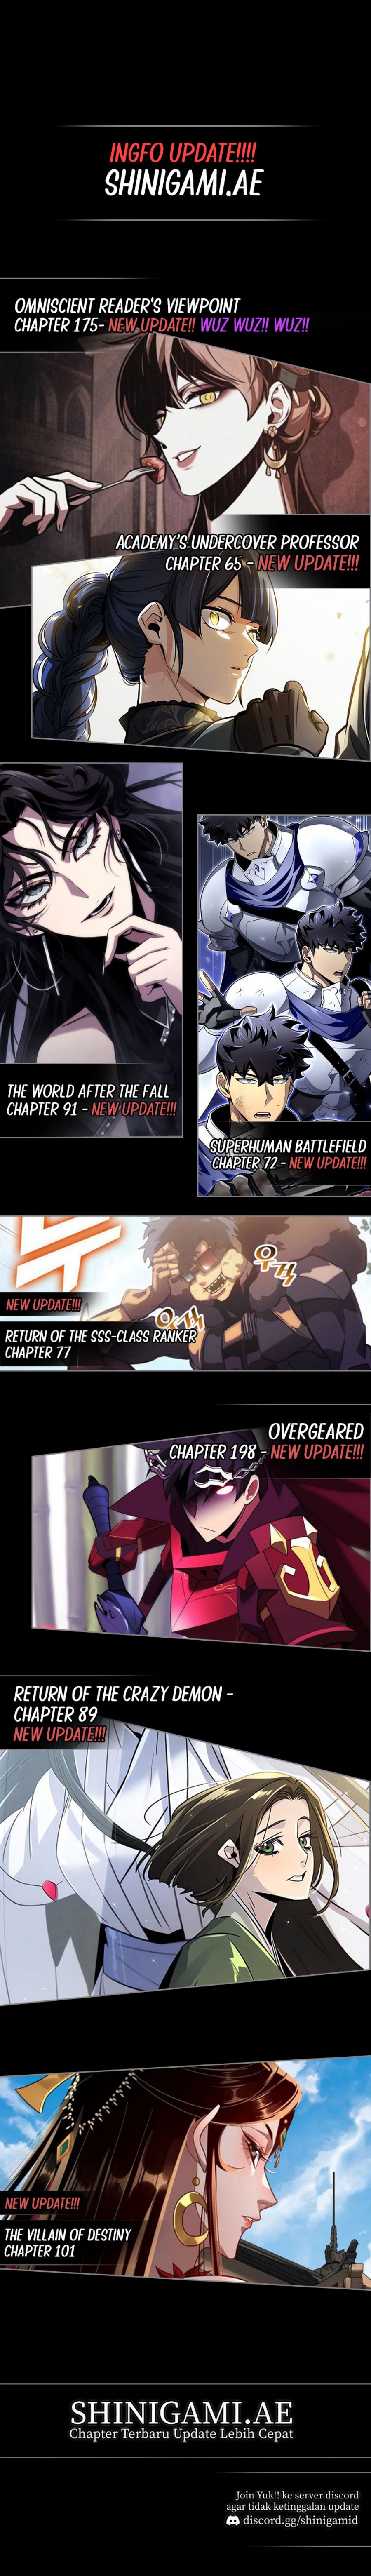 INGFO UPDATE!!!!
SHINIGAMI.AE
OMNISCIENT READER'S VIEWPOINT
CHAPTER 175- NEW UPDATE!! WUZ WUZ!! WUZ!!
ACADEMY'S UNDERCOVER PROFESSOR
CHAPTER 65 - NEW UPDATE!!!
THE WORLD AFTER THE FALL
CHAPTER 91 - NEW UPDATE!!!
SUPERHUMAN BATTLEFIELD
CHAPTER 72 - NEW UPDATE!!!
우걱
우걱
NEW UPDATE!!!
RETURN OF THE SSS-CLASS RANKER
CHAPTER 77
OVERGEARED
CHAPTER 198 - NEW UPDATE!!!
RETURN OF THE CRAZY DEMON -
CHAPTER 89
NEW UPDATE!!!
NEW UPDATE!!!
THE VILLAIN OF DESTINY
CHAPTER 101
SHINIGAMI.AE
Chapter Terbaru Update Lebih Cepat
Join Yuk!! ke server discord
agar tidak ketinggalan update
discord.gg/shinigamid